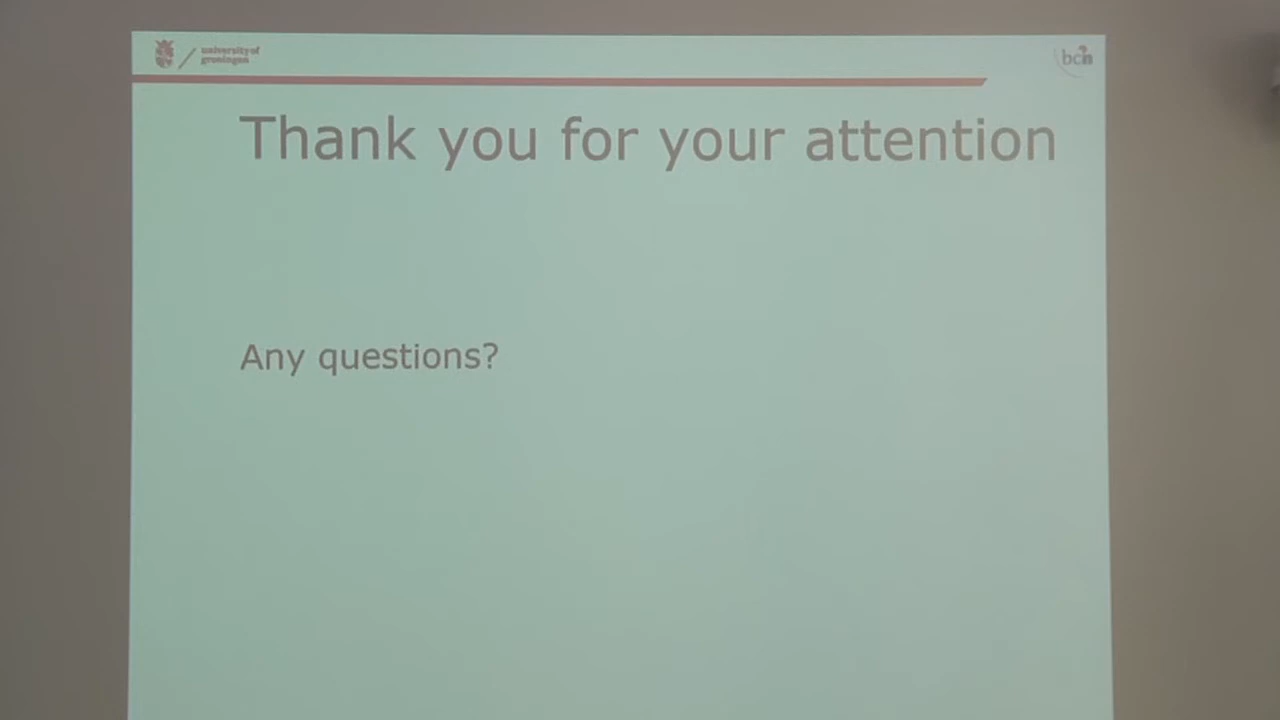 university of
groningen
bcn
Thank you for your attention
Any questions?